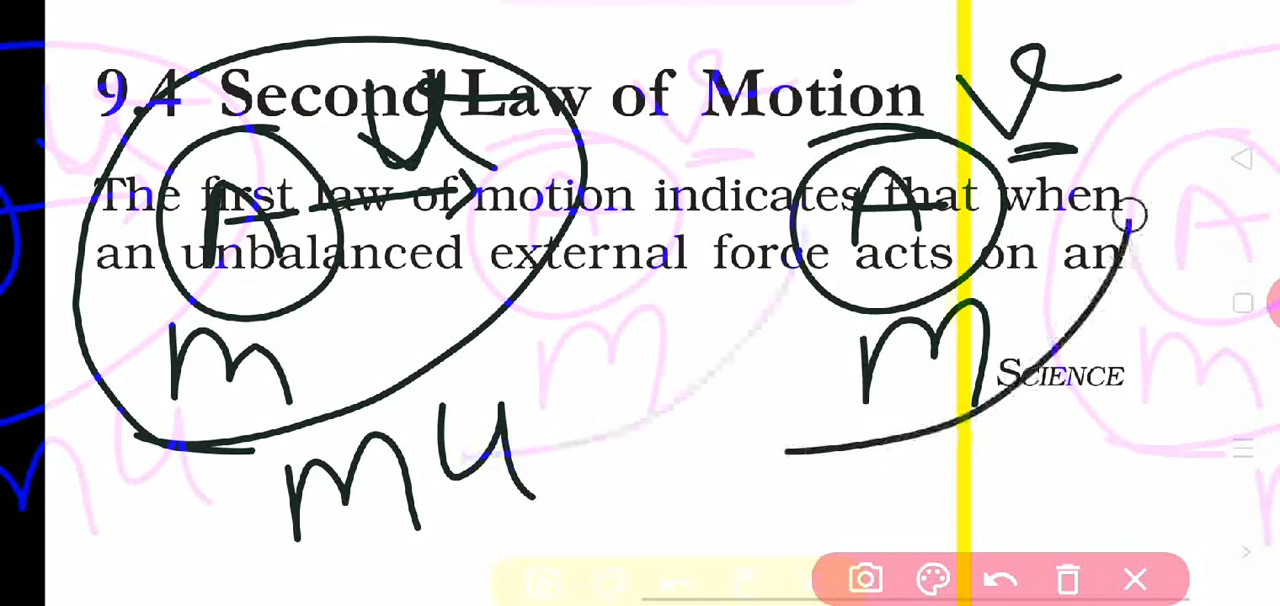 9.4 Second Law of Motion v
u
A A
The first law of motion indicates that when
an unbalanced external force acts on an
m m
SCIENCE
mu